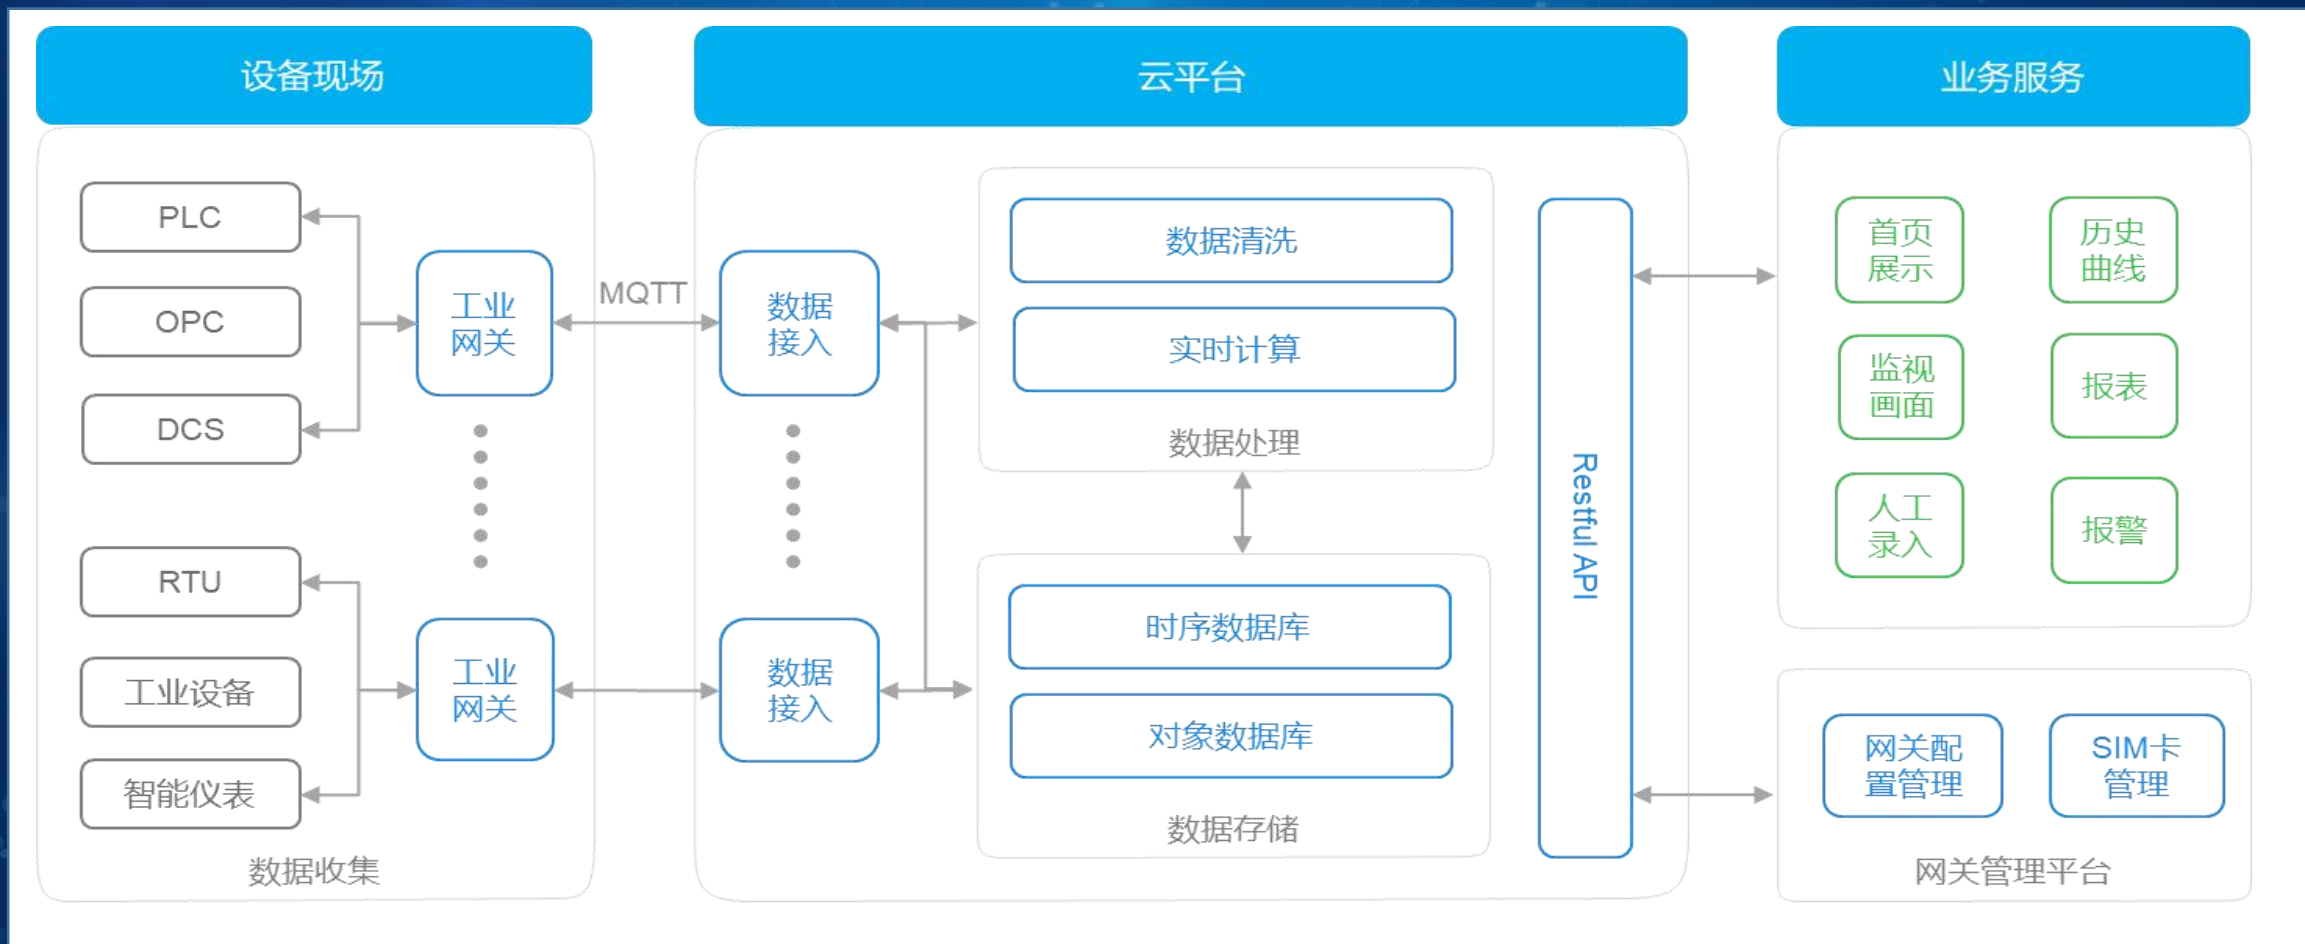 设备现场
云平台
业务服务
PLC
OPC
DCS
工业
网关
MQTT
数据
接入
RTU
工业设备
智能仪表
工业
网关
数据
接入
数据收集
数据清洗
实时计算
数据处理
时序数据库
对象数据库
数据存储
Restful API
首页
展示
历史
曲线
监视
画面
报表
人工
录入
报警
网关配
置管理
SIM卡
管理
网关管理平台